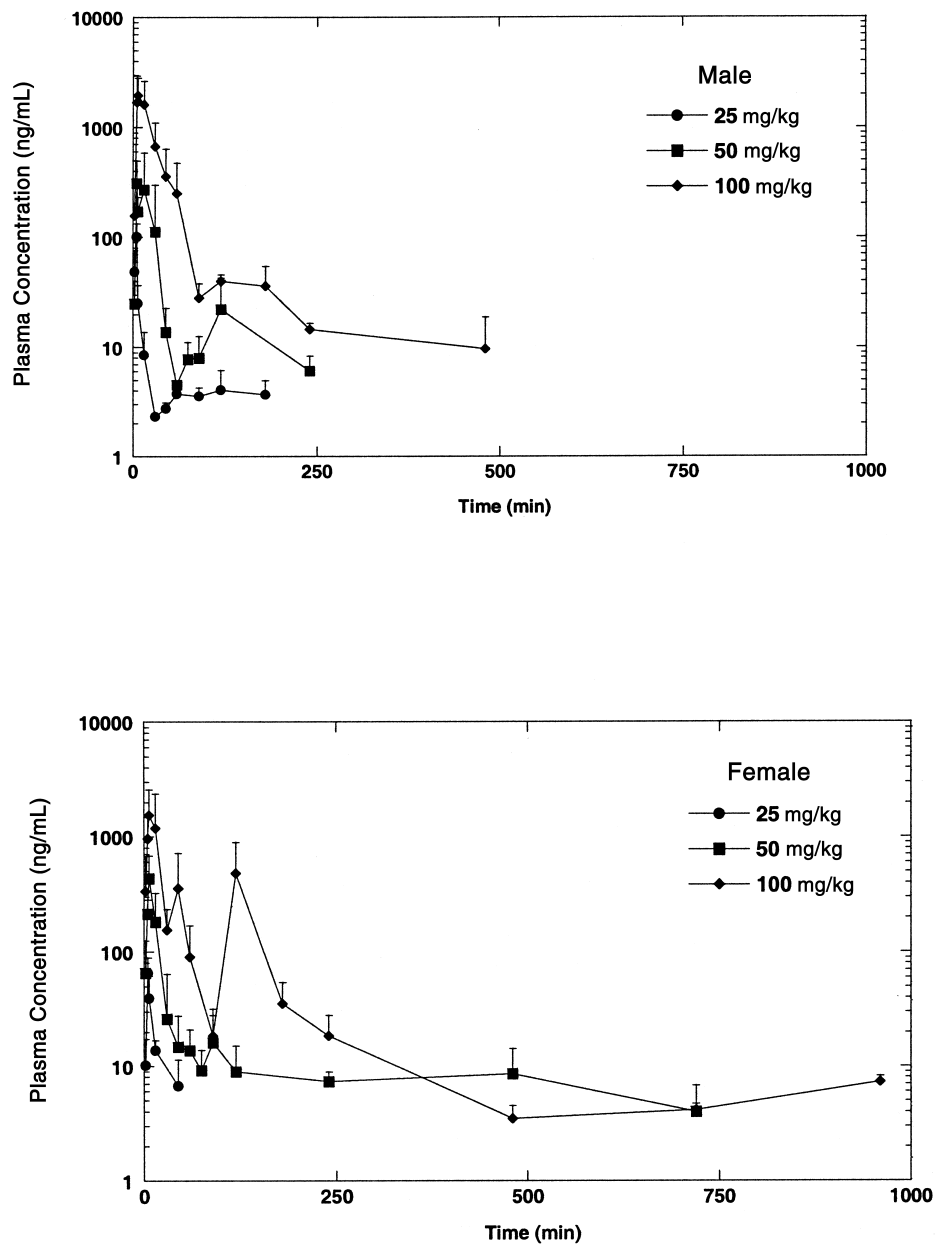 10000
1000
100
10
1
Plasma Concentration (ng/mL)
Male
25 mg/kg
50 mg/kg
100 mg/kg
0 250 500 750 1000
Time (min)
10000
1000
100
10
1
Plasma Concentration (ng/mL)
Female
25 mg/kg
50 mg/kg
100 mg/kg
0 250 500 750 1000
Time (min)